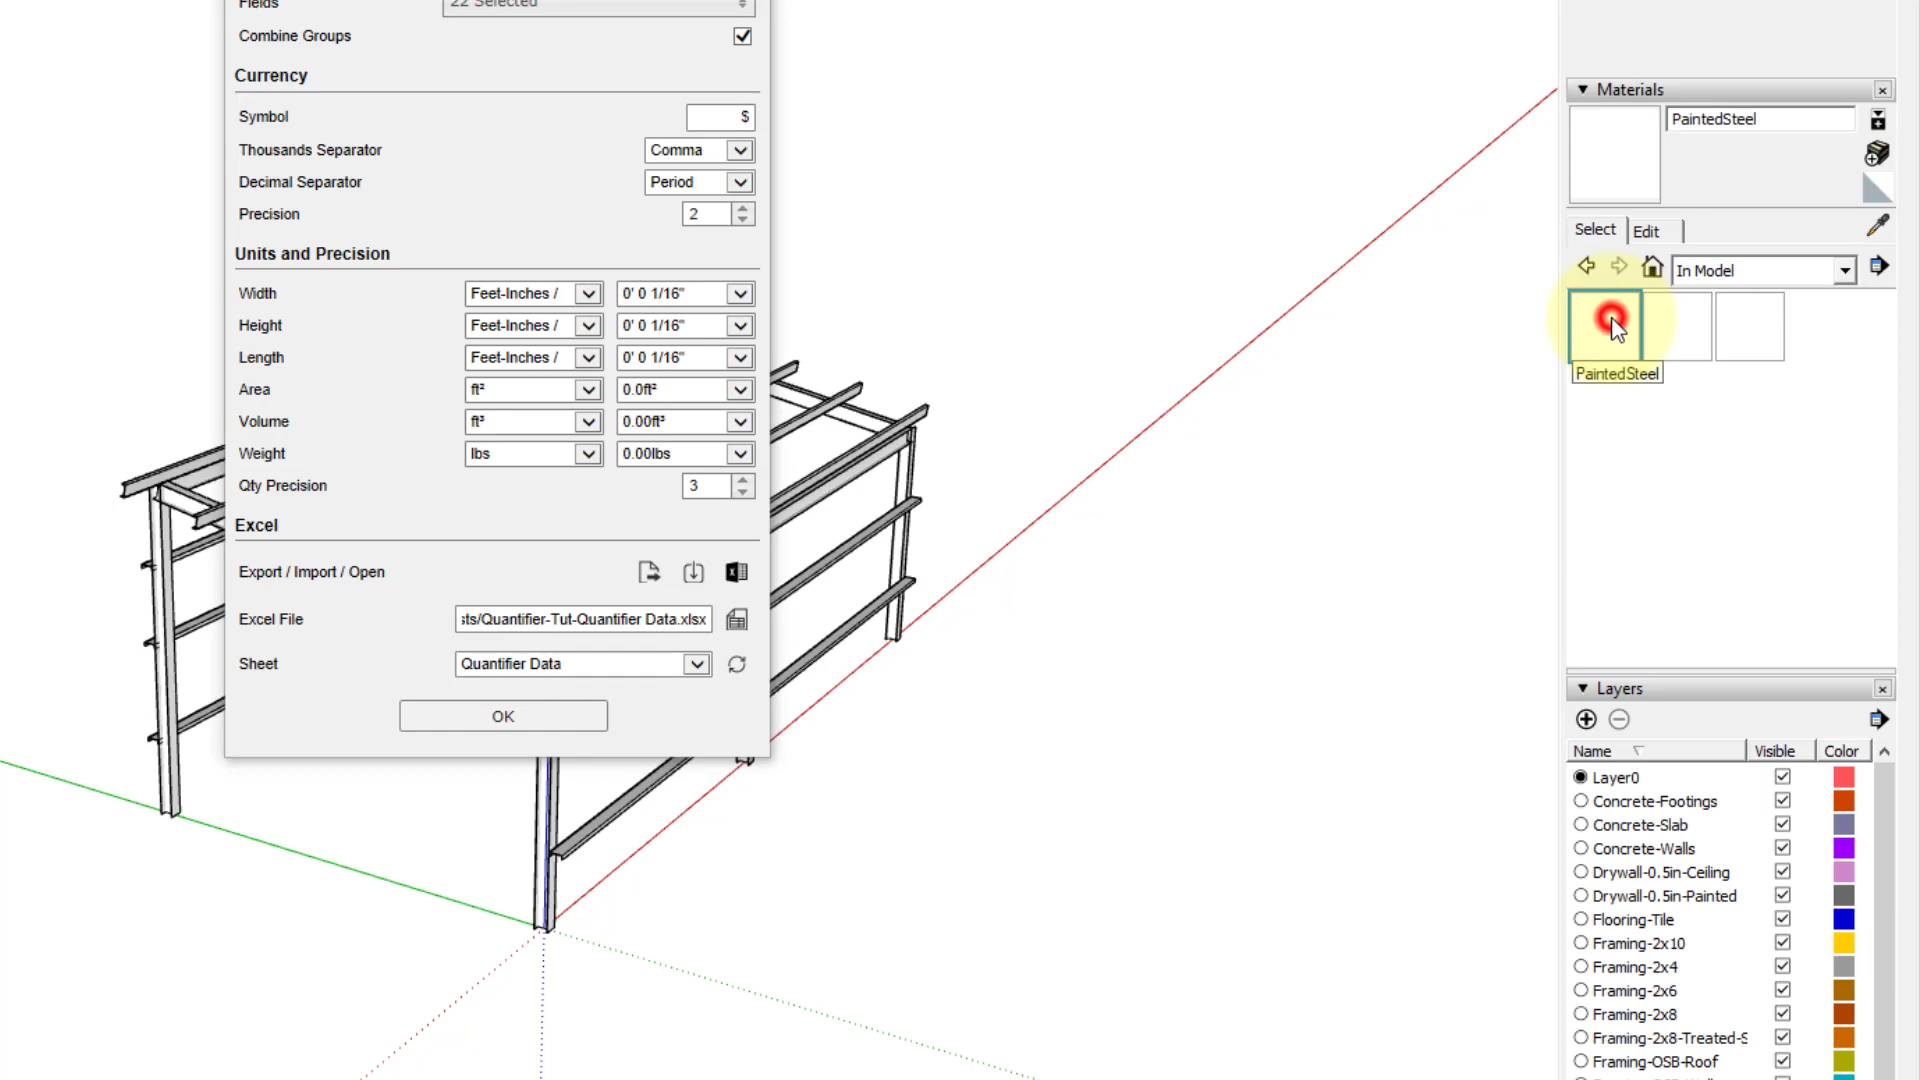 Fields 22 Selected
Combine Groups
Currency
Symbol $
Thousands Separator Comma
Decimal Separator Period
Precision 2
Units and Precision
Width Feet-Inches / 0' 0 1/16"
Height Feet-Inches / 0' 0 1/16"
Length Feet-Inches / 0' 0 1/16"
Area ft² 0.0ft²
Volume ft³ 0.00ft³
Weight lbs 0.00lbs
Qty Precision 3
Excel
Export / Import / Open
Excel File sts/Quantifier-Tut-Quantifier Data.xlsx
Sheet Quantifier Data
OK
Materials
PaintedSteel
Select Edit
In Model
PaintedSteel
Layers
Name Visible Color
Layer0
Concrete-Footings
Concrete-Slab
Concrete-Walls
Drywall-0.5in-Ceiling
Drywall-0.5in-Painted
Flooring-Tile
Framing-2x10
Framing-2x4
Framing-2x6
Framing-2x8
Framing-2x8-Treated-S
Framing-OSB-Roof